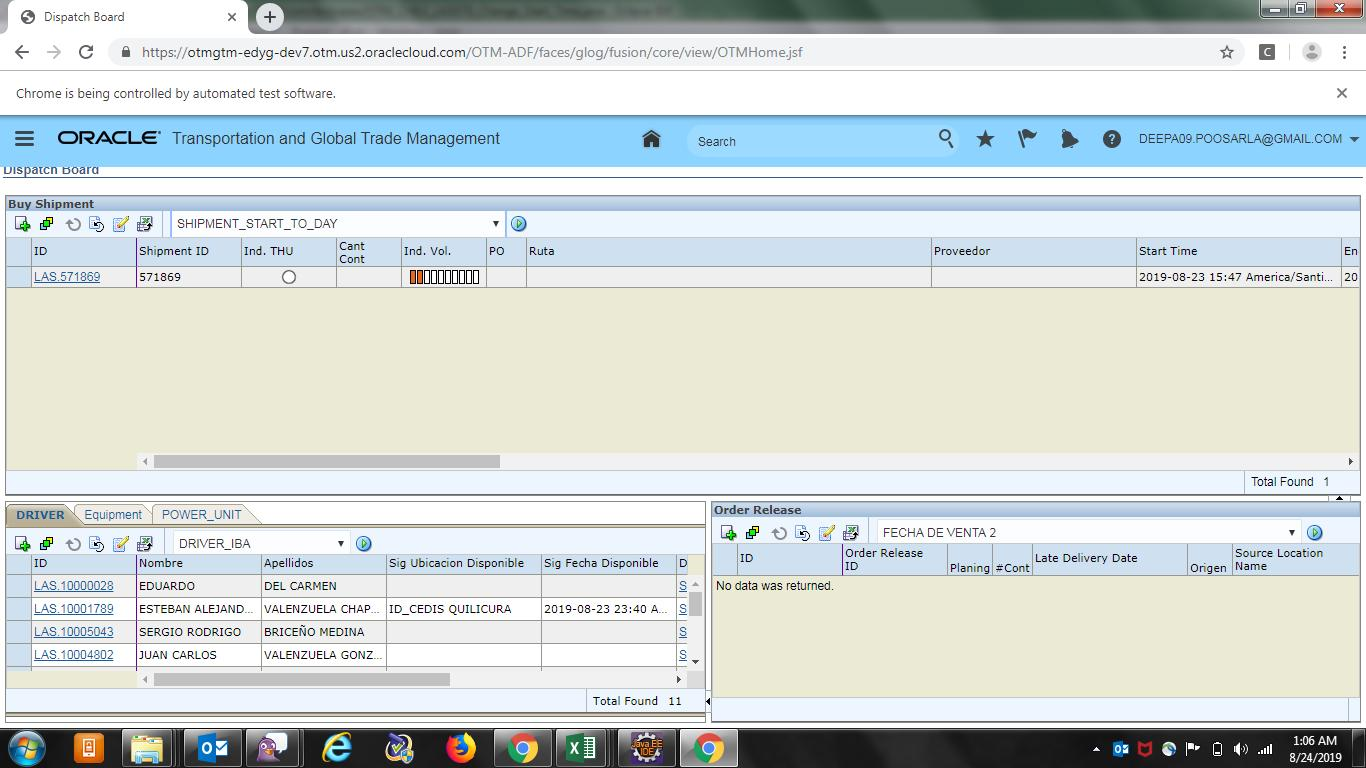 Dispatch Board
https://otmgtm-edyg-dev7.otm.us2.oraclecloud.com/OTM-ADF/faces/glog/fusion/core/view/OTMHome.jsf
C
Chrome is being controlled by automated test software.
ORACLE Transportation and Global Trade Management Search DEEPA09.POOSARLA@GMAIL.COM
Dispatch Board
Buy Shipment
SHIPMENT_START_TO_DAY
ID Shipment ID Ind. THU Cant Cont Ind. Vol. PO Ruta Proveedor Start Time En
LAS.571869 571869 2019-08-23 15:47 America/Santi... 20
Total Found 1
DRIVER Equipment POWER_UNIT
DRIVER_IBA
ID Nombre Apellidos Sig Ubicacion Disponible Sig Fecha Disponible D
LAS.10000028 EDUARDO DEL CARMEN S
LAS.10001789 ESTEBAN ALEJAND... VALENZUELA CHAP... ID_CEDIS QUILICURA 2019-08-23 23:40 A... S
LAS.10005043 SERGIO RODRIGO BRICEÑO MEDINA S
LAS.10004802 JUAN CARLOS VALENZUELA GONZ... S
Total Found 11
Order Release
FECHA DE VENTA 2
ID Order Release ID Planing #Cont Late Delivery Date Origen Source Location Name
No data was returned.
Java EE IDE
1:06 AM
8/24/2019